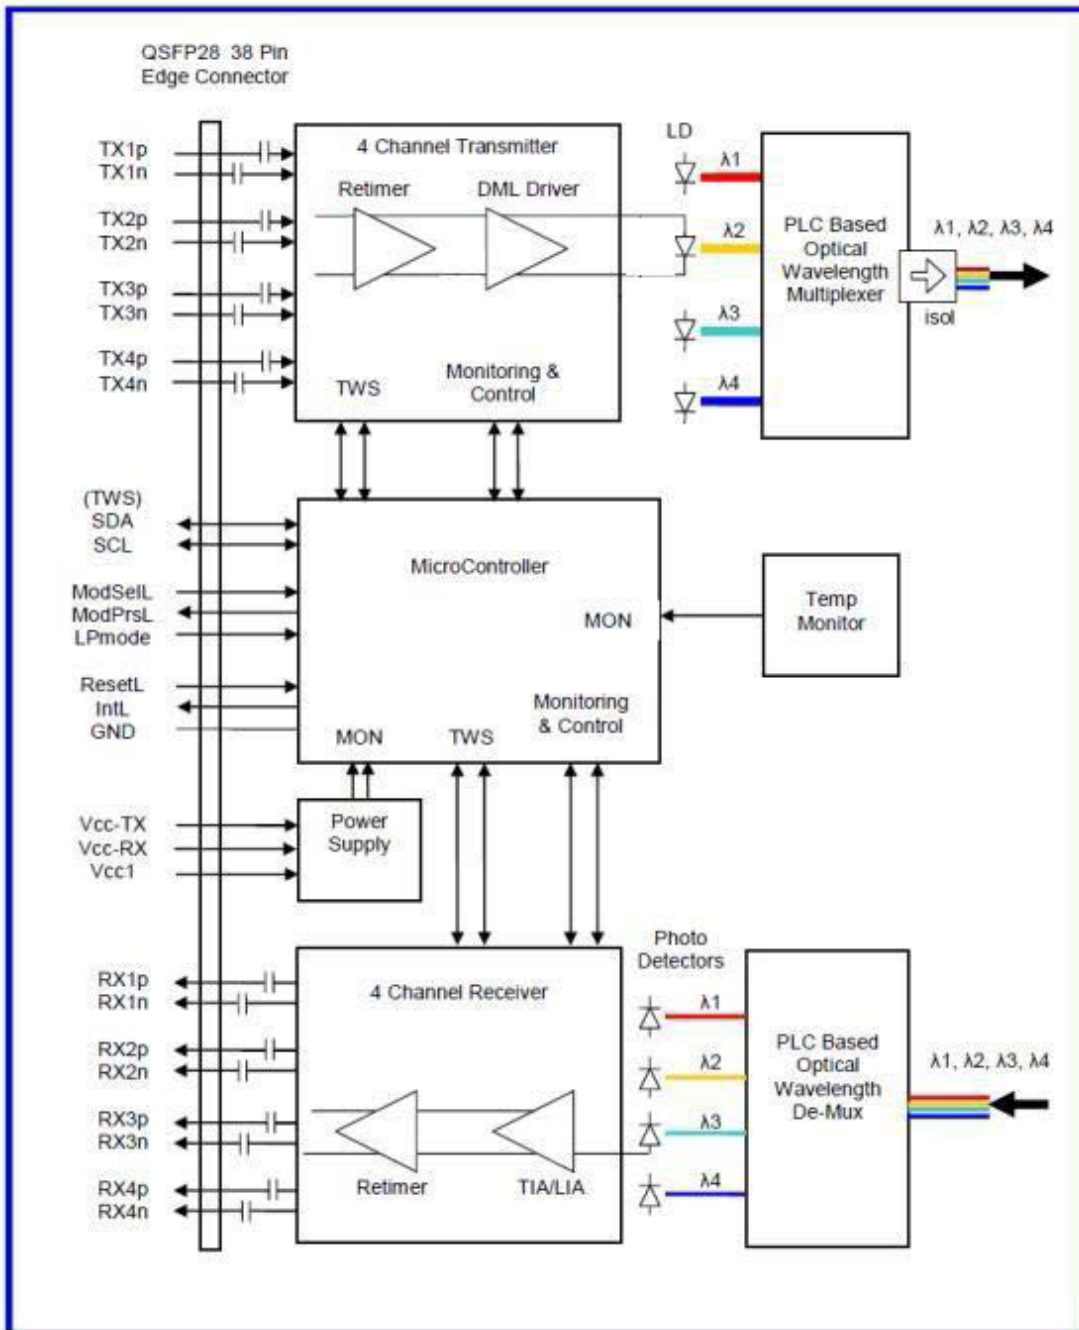 QSFP28 38 Pin
Edge Connector
TX1p
TX1n
TX2p
TX2n
TX3p
TX3n
TX4p
TX4n
4 Channel Transmitter
Retimer
DML Driver
TWS
Monitoring &
Control
LD
λ1
λ2
λ3
λ4
PLC Based
Optical
Wavelength
Multiplexer
isol
λ1, λ2, λ3, λ4
(TWS)
SDA
SCL
ModSelL
ModPrsL
LPmode
ResetL
IntL
GND
MicroController
MON
Monitoring
& Control
MON
TWS
Temp
Monitor
Vcc-TX
Vcc-RX
Vcc1
Power
Supply
RX1p
RX1n
RX2p
RX2n
RX3p
RX3n
RX4p
RX4n
4 Channel Receiver
Retimer
TIA/LIA
Photo
Detectors
λ1
λ2
λ3
λ4
PLC Based
Optical
Wavelength
De-Mux
λ1, λ2, λ3, λ4